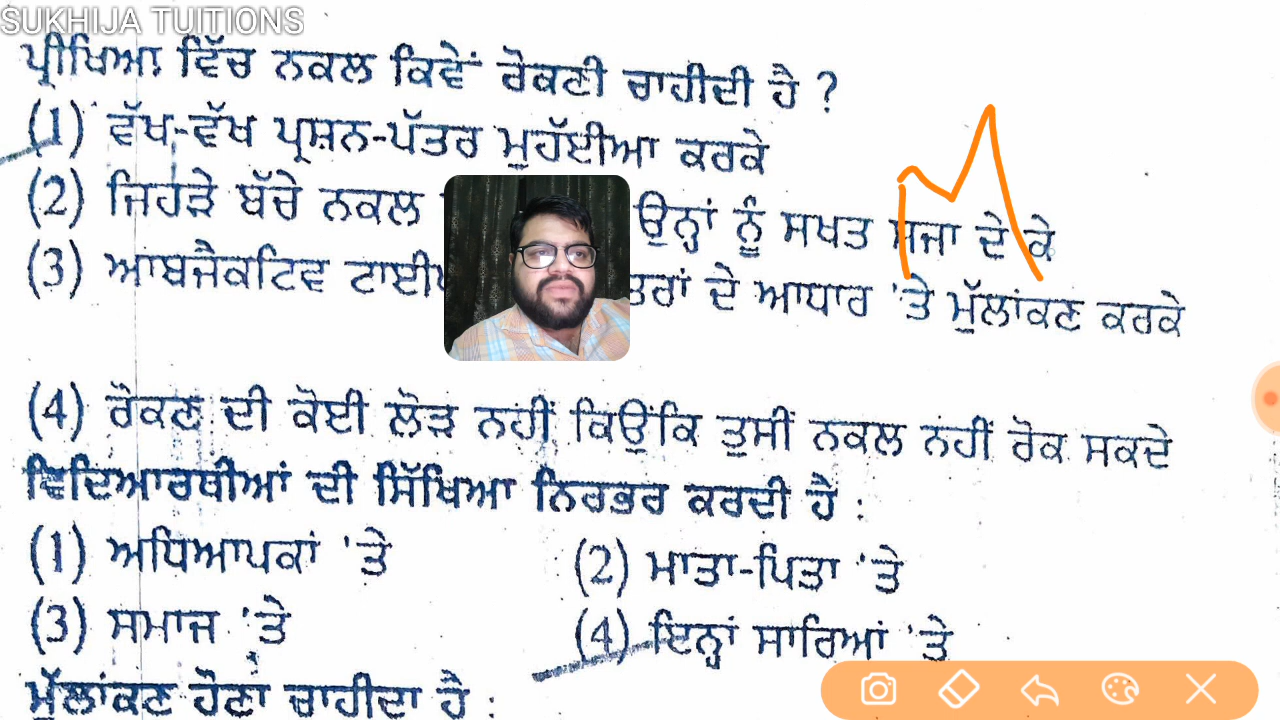 SUKHIJA TUITIONS
ਪ੍ਰੀਖਿਆ ਵਿੱਚ ਨਕਲ ਕਿਵੇਂ ਰੋਕਣੀ ਚਾਹੀਦੀ ਹੈ ?
(1) ਵੱਖ-ਵੱਖ ਪ੍ਰਸ਼ਨ-ਪੱਤਰ ਮੁਹੱਈਆ ਕਰਕੇ
(2) ਜਿਹੜੇ ਬੱਚੇ ਨਕਲ ਉਨ੍ਹਾਂ ਨੂੰ ਸਖਤ ਸਜਾ ਦੇ ਕੇ
(3) ਆਬਜੈਕਟਿਵ ਦੇ ਆਧਾਰ 'ਤੇ ਮੁੱਲਾਂਕਣ ਕਰਕੇ
(4) ਰੋਕਣ ਦੀ ਕੋਈ ਲੋੜ ਨਹੀਂ ਕਿਉਂਕਿ ਤੁਸੀਂ ਨਕਲ ਨਹੀਂ ਰੋਕ ਸਕਦੇ
ਵਿਦਿਆਰਥੀਆਂ ਦੀ ਸਿੱਖਿਆ ਨਿਰਭਰ ਕਰਦੀ ਹੈ :
(1) ਅਧਿਆਪਕਾਂ 'ਤੇ (2) ਮਾਤਾ-ਪਿਤਾ 'ਤੇ
(3) ਸਮਾਜ 'ਤੇ (4) ਇਨ੍ਹਾਂ ਸਾਰਿਆਂ 'ਤੇ
ਮੁੱਲਾਂਕਣ ਹੋਣਾ ਚਾਹੀਦਾ ਹੈ :